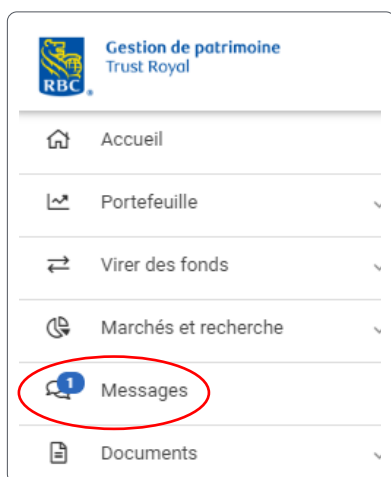 Gestion de patrimoine
Trust Royal
RBC
®
Accueil
Portefeuille
Virer des fonds
Marchés et recherche
1
Messages
Documents